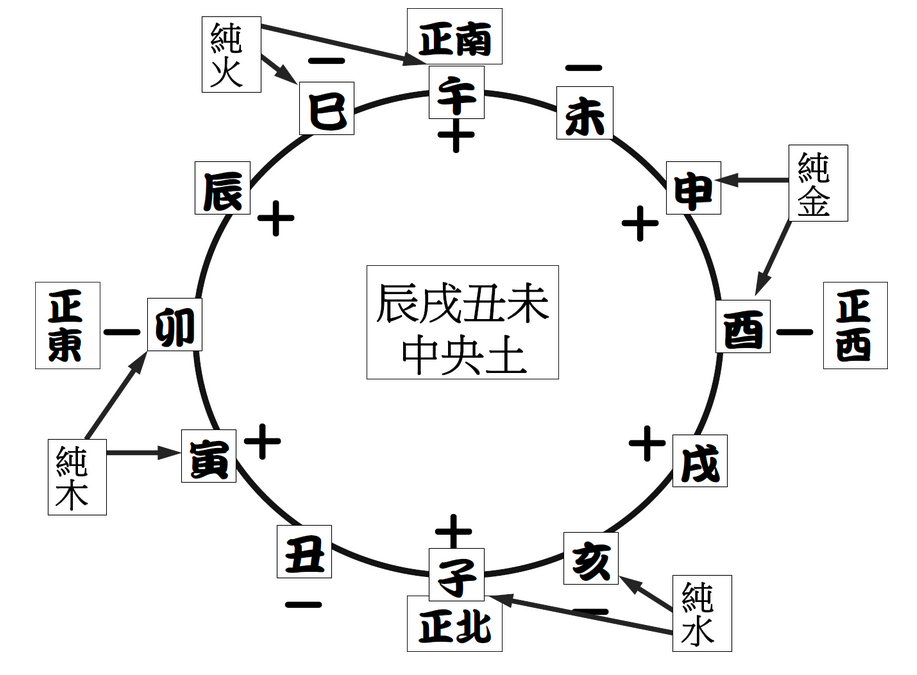 正南
純
火
午
+
−
巳
−
未
辰
+
申
+
純
金
正
東
−
卯
辰戌丑未
中央土
酉
−
正
西
純
木
寅
+
戌
+
丑
−
+
子
正北
亥
−
純
水